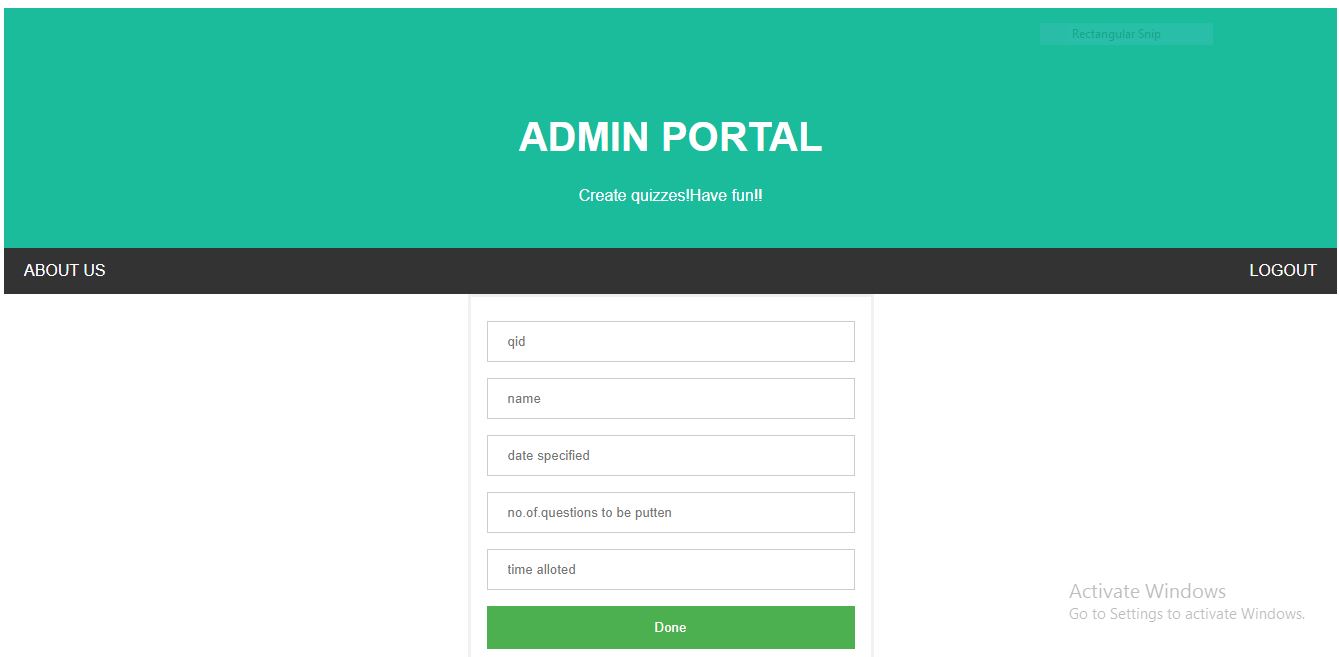 Rectangular Snip
ADMIN PORTAL
Create quizzes!Have fun!!
ABOUT US
LOGOUT
qid
name
date specified
no.of.questions to be putten
time alloted
Done
Activate Windows
Go to Settings to activate Windows.